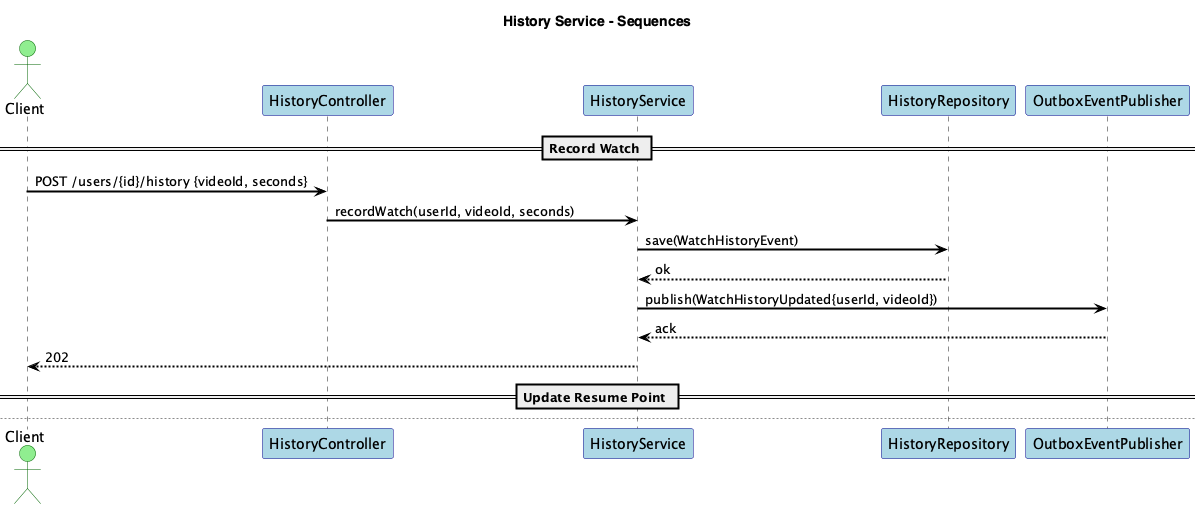 History Service - Sequences
Client
HistoryController
HistoryService
HistoryRepository
OutboxEventPublisher
Record Watch
POST /users/{id}/history {videoId, seconds}
recordWatch(userId, videoId, seconds)
save(WatchHistoryEvent)
ok
publish(WatchHistoryUpdated{userId, videoId})
ack
202
Update Resume Point
Client
HistoryController
HistoryService
HistoryRepository
OutboxEventPublisher